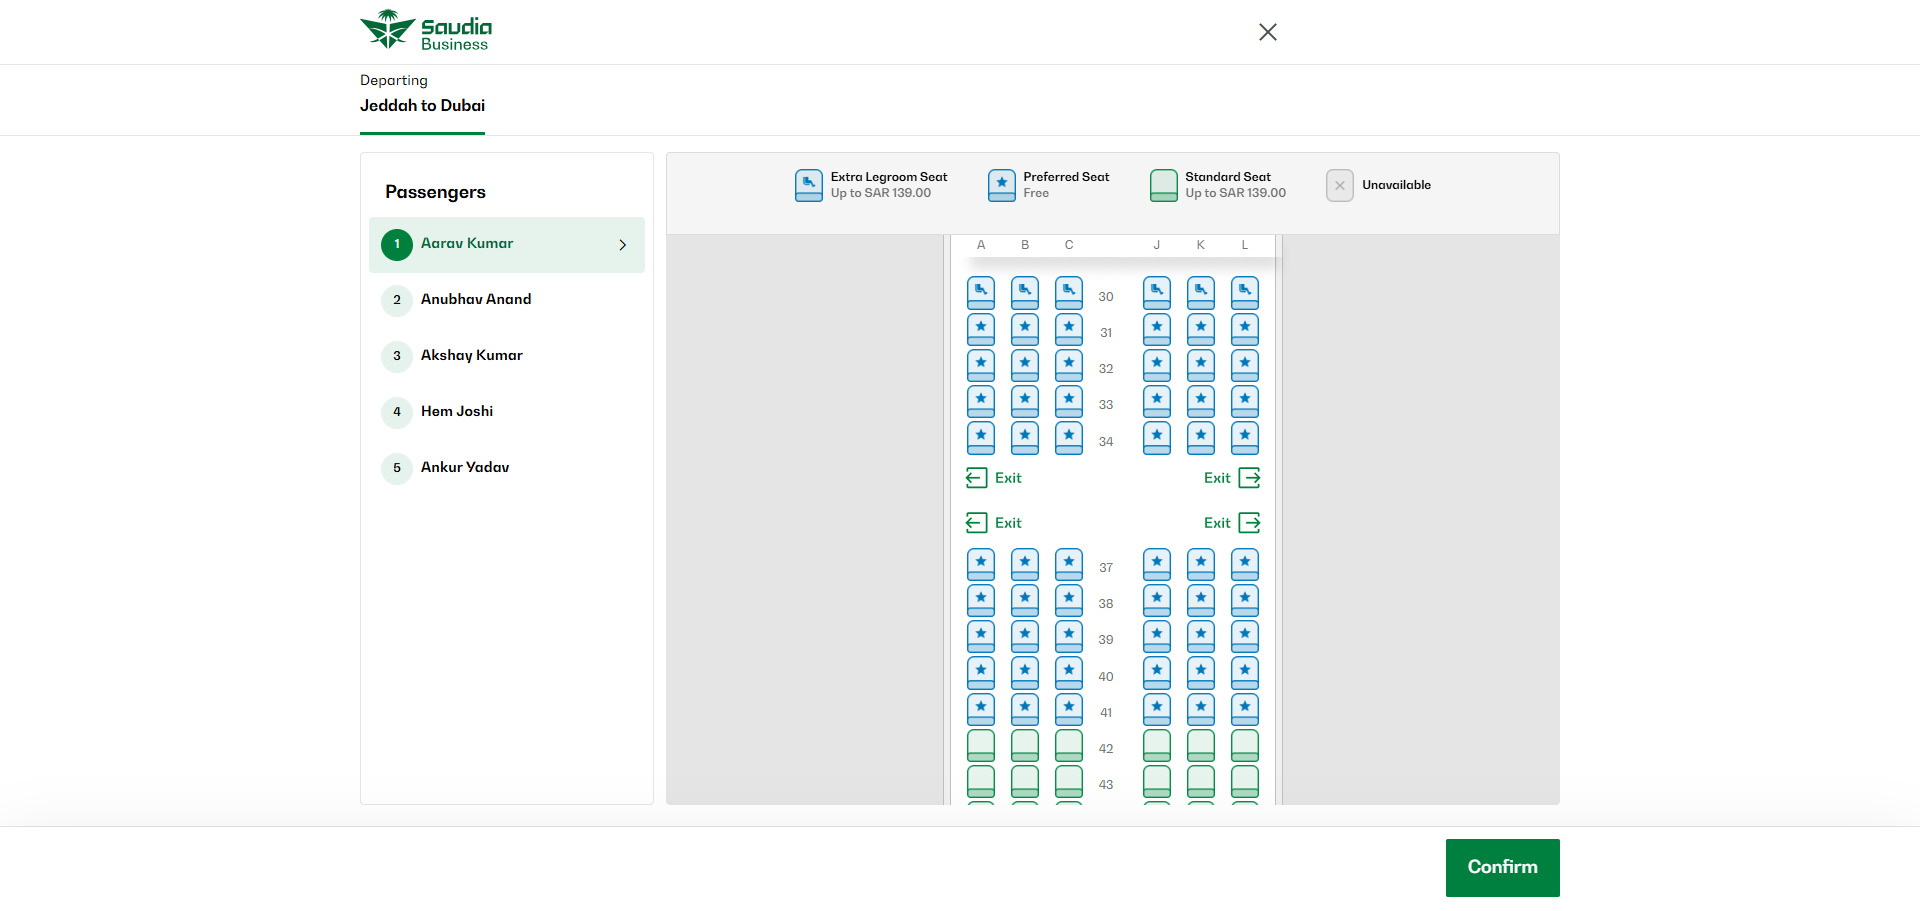 Saudia
Business
Departing
Jeddah to Dubai
Passengers
1 Aarav Kumar
2 Anubhav Anand
3 Akshay Kumar
4 Hem Joshi
5 Ankur Yadav
Extra Legroom Seat
Up to SAR 139.00
Preferred Seat
Free
Standard Seat
Up to SAR 139.00
Unavailable
A B C J K L
30
31
32
33
34
Exit Exit
Exit Exit
37
38
39
40
41
42
43
Confirm